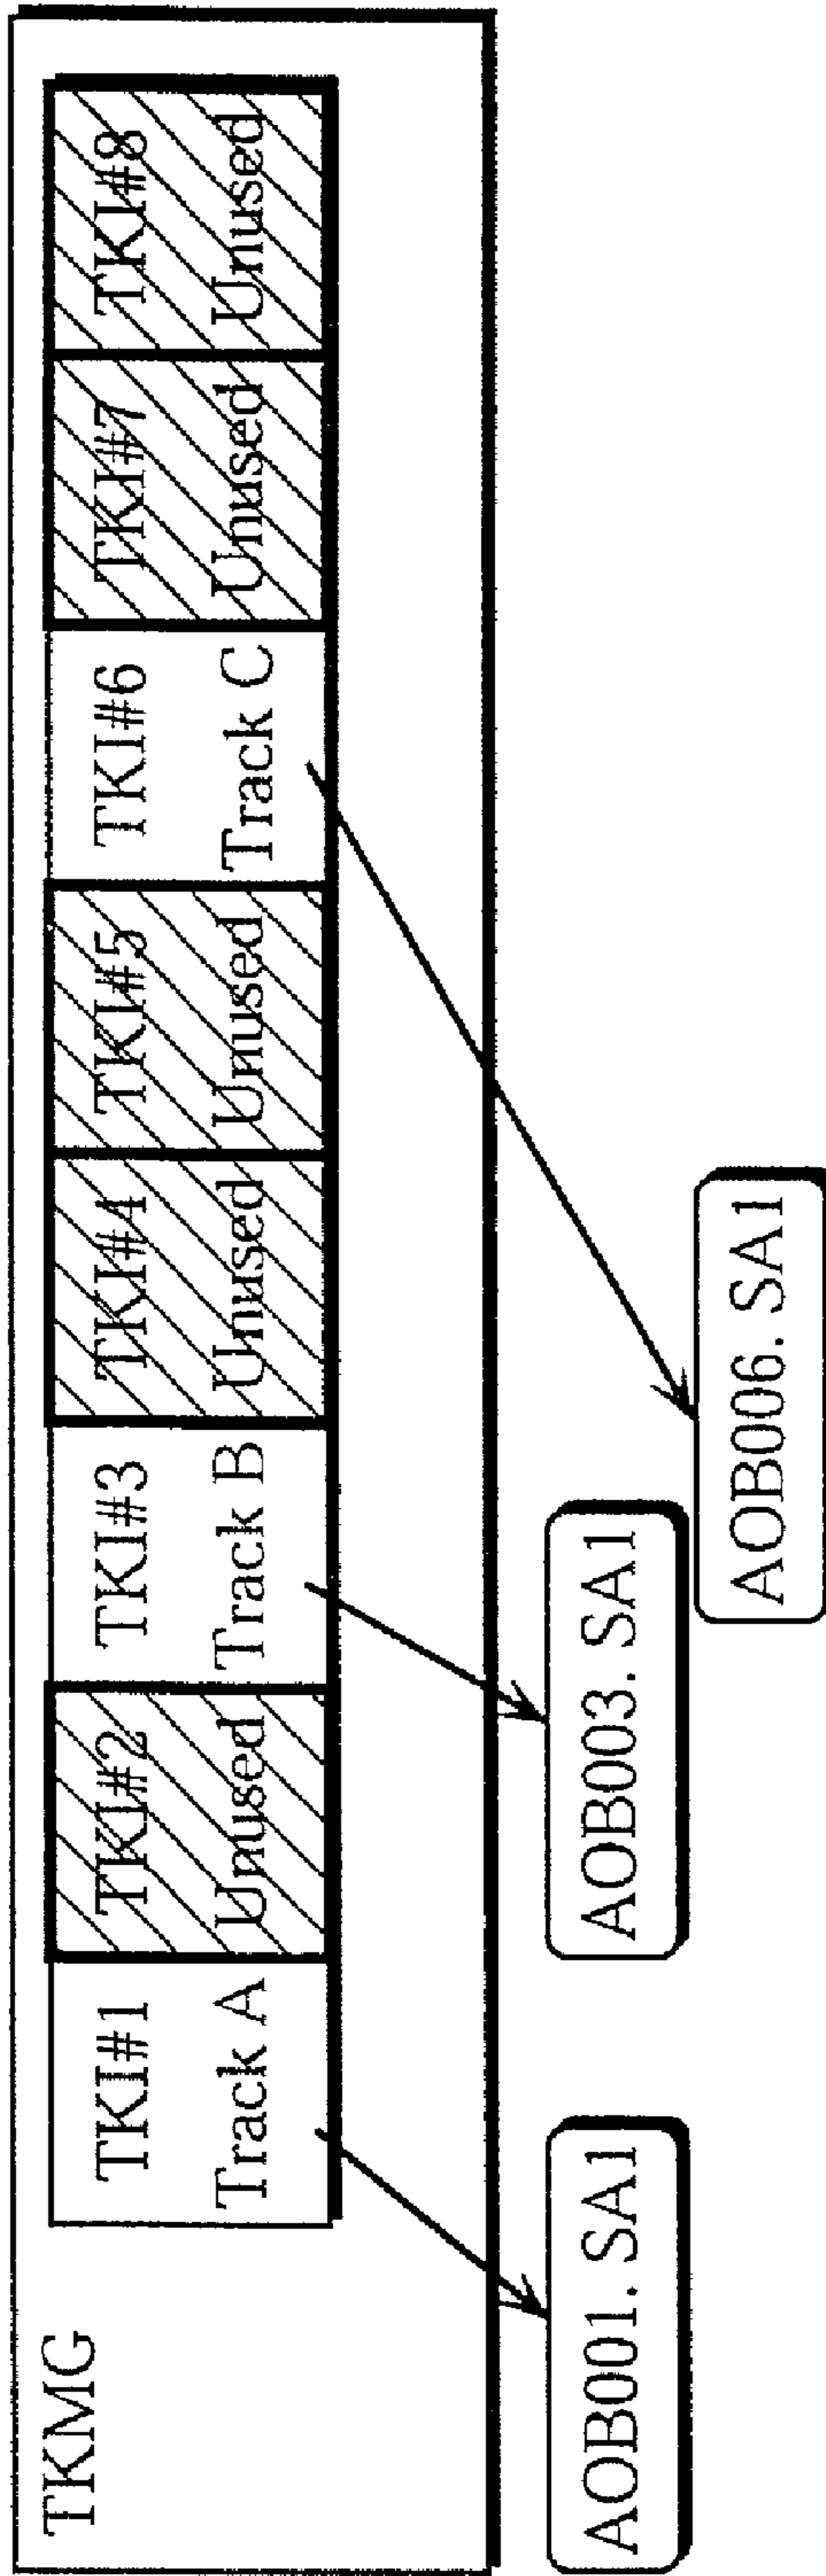 TKMG
TKI#1
Track A
TKI#2
Unused
TKI#3
Track B
TKI#4
Unused
TKI#5
Unused
TKI#6
Track C
TKI#7
Unused
TKI#8
Unused
AOB001. SA1
AOB003. SA1
AOB006. SA1